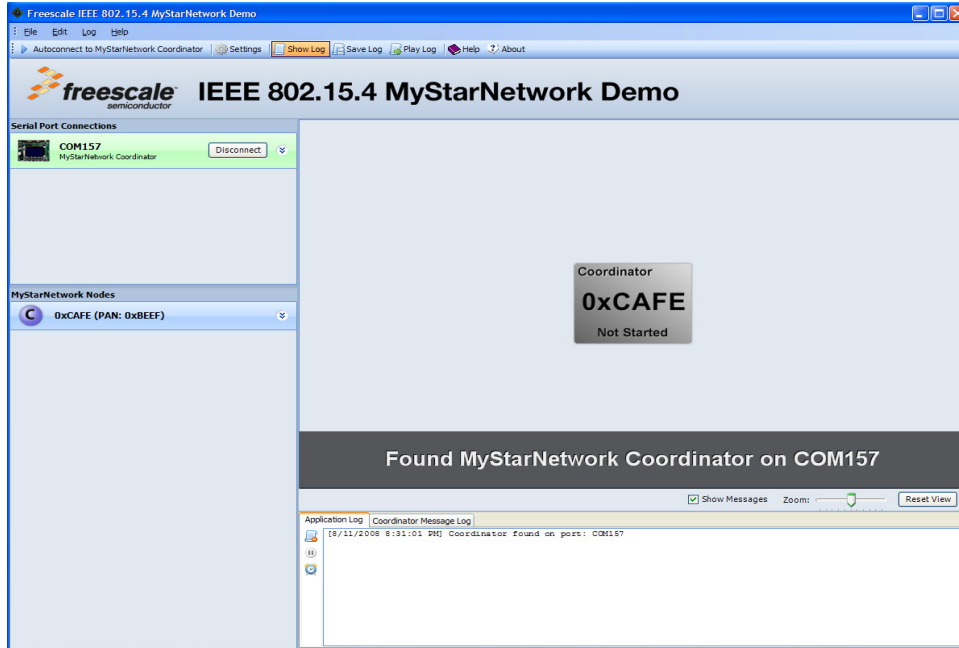 Freescale IEEE 802.15.4 MyStarNetwork Demo
File Edit Log Help
Autoconnect to MyStarNetwork Coordinator Settings Show Log Save Log Play Log Help About
freescale
semiconductor
IEEE 802.15.4 MyStarNetwork Demo
Serial Port Connections
COM157
MyStarNetwork Coordinator
Disconnect
Coordinator
0xCAFE
Not Started
MyStarNetwork Nodes
C 0xCAFE (PAN: 0xBEEF)
Found MyStarNetwork Coordinator on COM157
Show Messages Zoom: Reset View
Application Log Coordinator Message Log
[8/11/2008 8:31:01 PM] Coordinator found on port: COM157